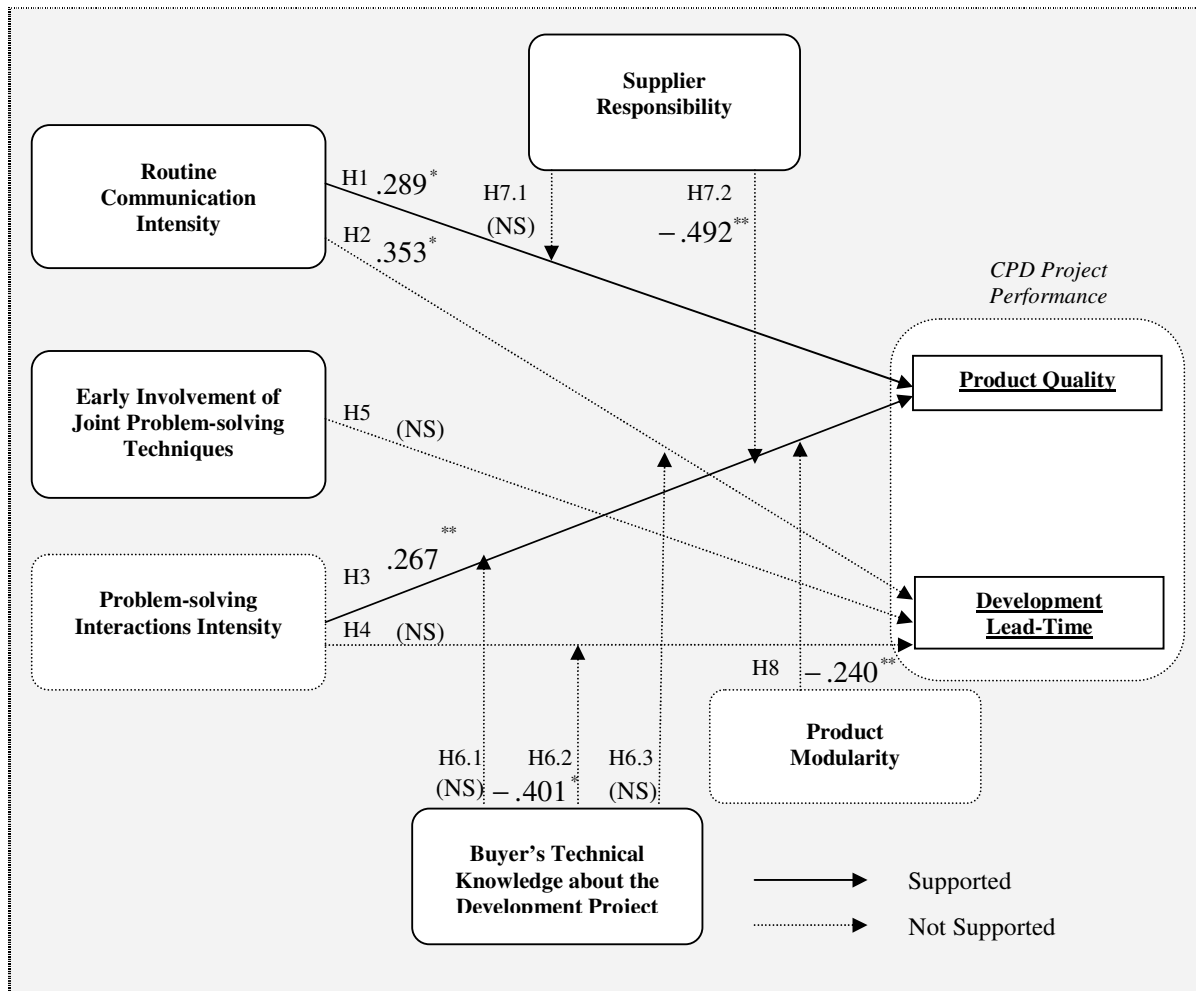 Supplier
Responsibility
Routine
Communication
Intensity
H1 .289*
H2 .353*
H7.1
(NS)
H7.2
− .492**
CPD Project
Performance
Product Quality
Early Involvement of
Joint Problem-solving
Techniques
H5 (NS)
Problem-solving
Interactions Intensity
H3 .267**
H4 (NS)
Development
Lead-Time
H8 − .240**
Product
Modularity
H6.1
(NS)
H6.2
− .401*
H6.3
(NS)
Buyer's Technical
Knowledge about the
Development Project
Supported
Not Supported